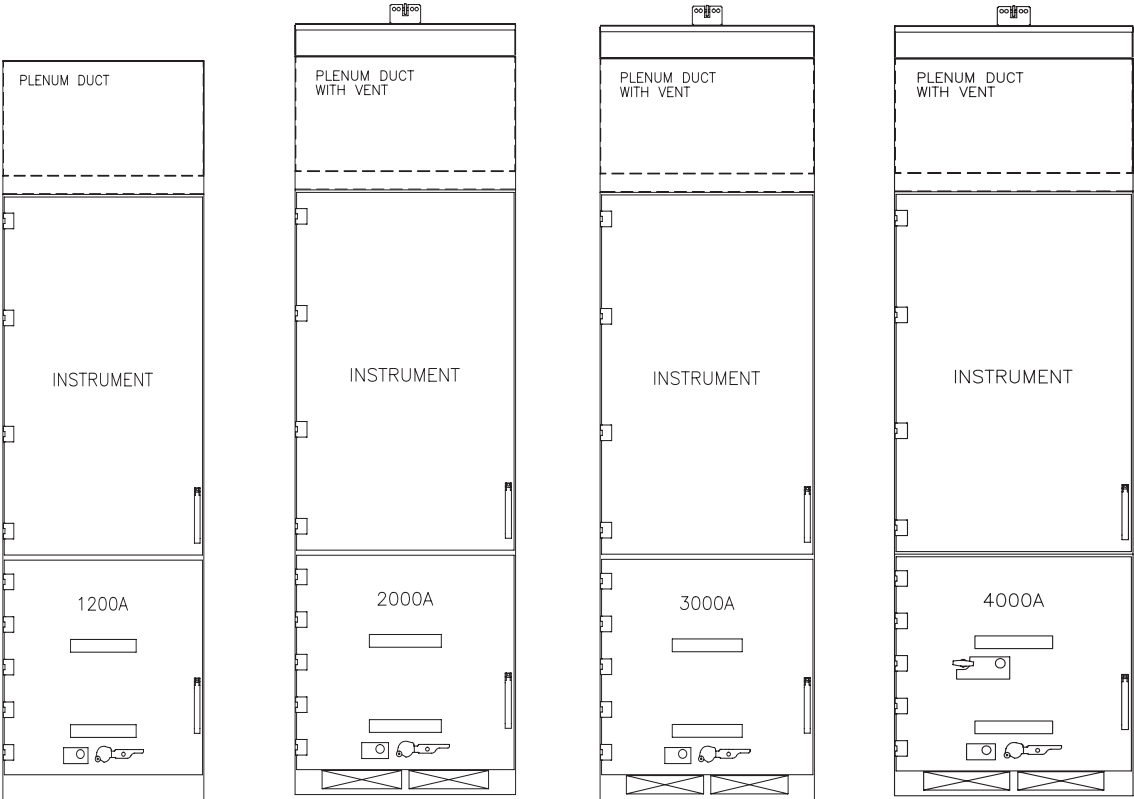 PLENUM DUCT
PLENUM DUCT
WITH VENT
PLENUM DUCT
WITH VENT
PLENUM DUCT
WITH VENT
INSTRUMENT
INSTRUMENT
INSTRUMENT
INSTRUMENT
1200A
2000A
3000A
4000A